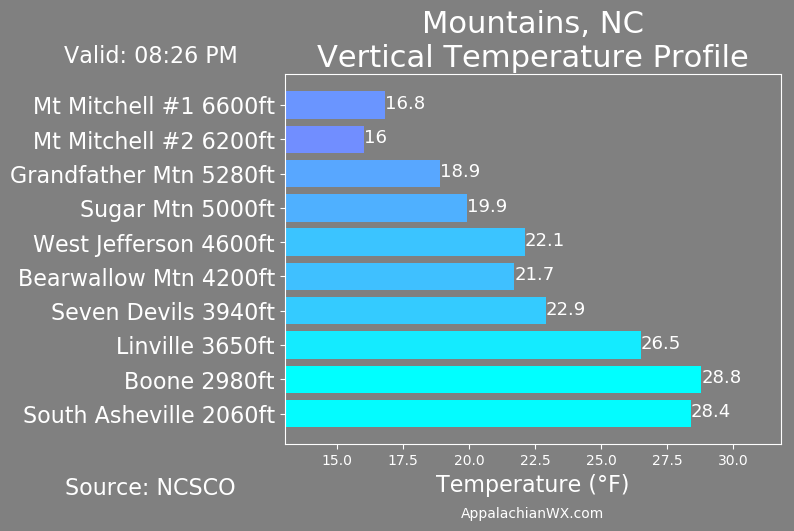 Mountains, NC
Vertical Temperature Profile
Valid: 08:26 PM
Mt Mitchell #1 6600ft 16.8
Mt Mitchell #2 6200ft 16
Grandfather Mtn 5280ft 18.9
Sugar Mtn 5000ft 19.9
West Jefferson 4600ft 22.1
Bearwallow Mtn 4200ft 21.7
Seven Devils 3940ft 22.9
Linville 3650ft 26.5
Boone 2980ft 28.8
South Asheville 2060ft 28.4
15.0 17.5 20.0 22.5 25.0 27.5 30.0
Temperature (°F)
Source: NCSCO
AppalachianWX.com